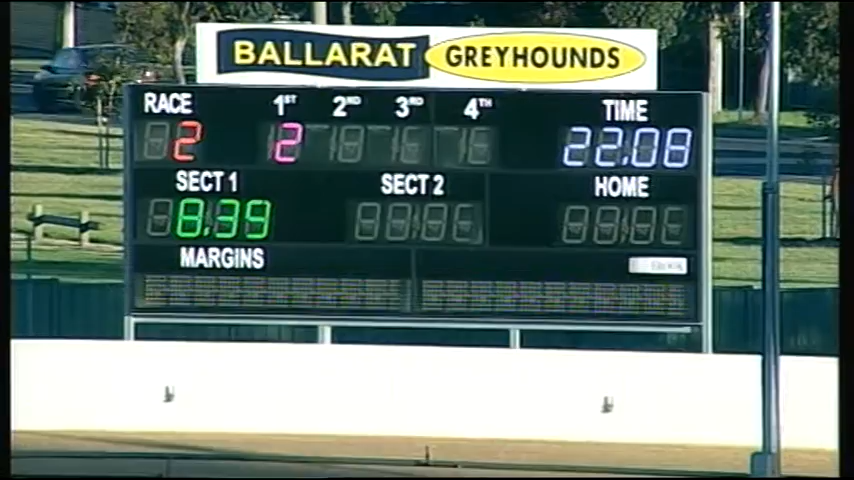 BALLARAT GREYHOUNDS
RACE 1ST 2ND 3RD 4TH TIME
2 2 22.08
SECT 1 SECT 2 HOME
8.39
MARGINS